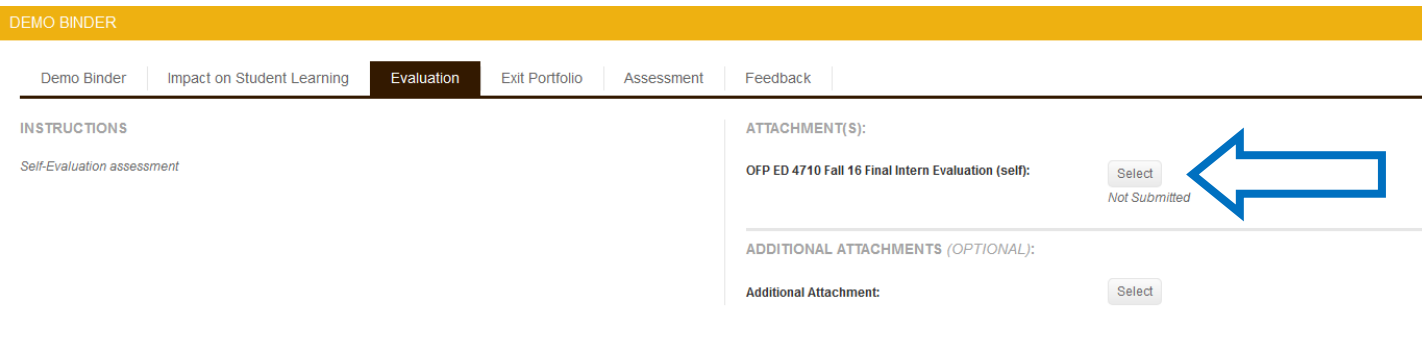 DEMO BINDER
Demo Binder Impact on Student Learning Evaluation Exit Portfolio Assessment Feedback
INSTRUCTIONS
Self-Evaluation assessment
ATTACHMENT(S):
OFP ED 4710 Fall 16 Final Intern Evaluation (self): Select
Not Submitted
ADDITIONAL ATTACHMENTS (OPTIONAL):
Additional Attachment: Select